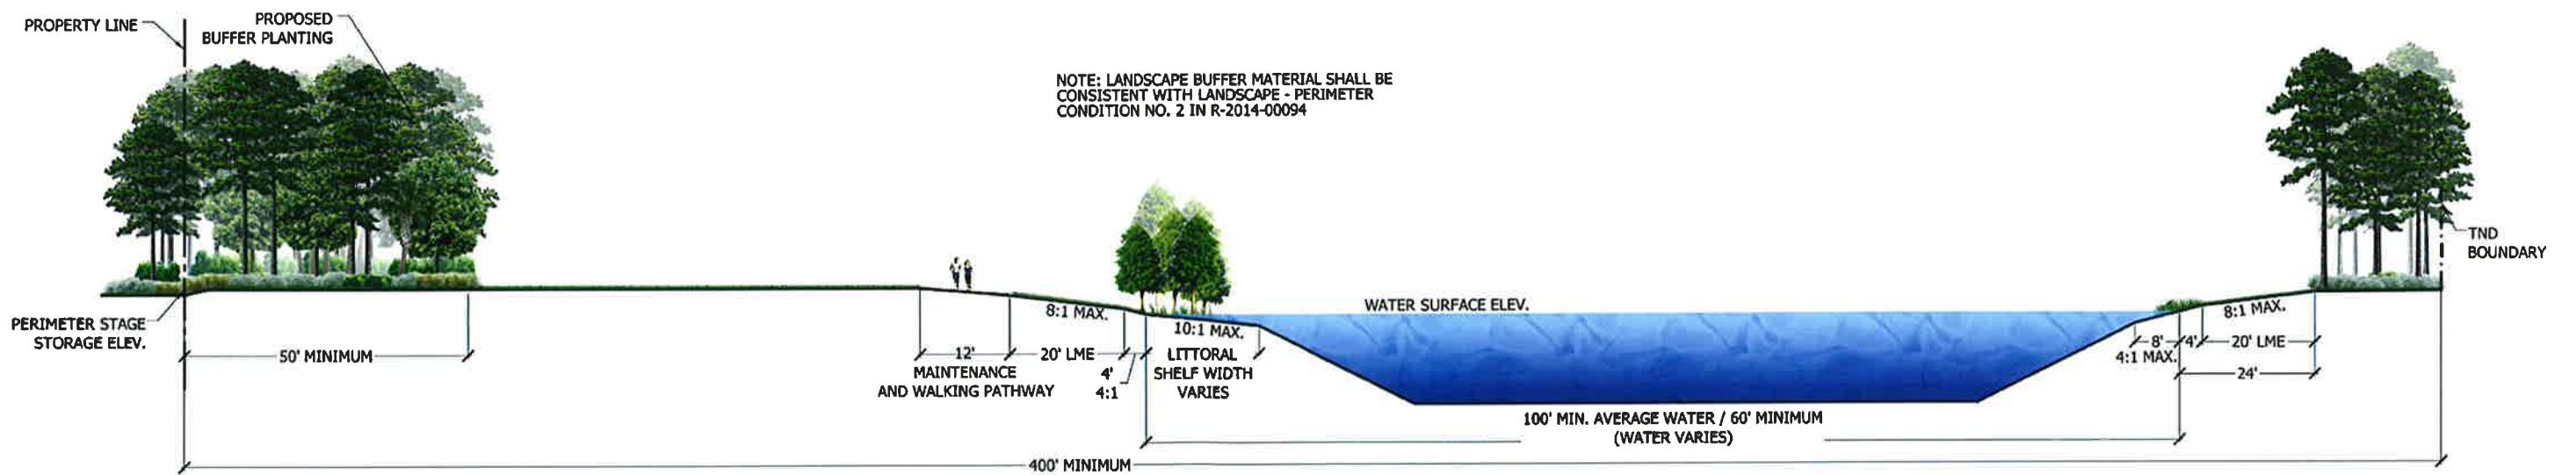 PROPERTY LINE
PROPOSED
BUFFER PLANTING
NOTE: LANDSCAPE BUFFER MATERIAL SHALL BE
CONSISTENT WITH LANDSCAPE - PERIMETER
CONDITION NO. 2 IN R-2014-00094
TND
BOUNDARY
PERIMETER STAGE
STORAGE ELEV.
50' MINIMUM
12'
MAINTENANCE
AND WALKING PATHWAY
8:1 MAX.
20' LME
4'
4:1
10:1 MAX.
LITTORAL
SHELF WIDTH
VARIES
WATER SURFACE ELEV.
8:1 MAX.
8'
4'
20' LME
4:1 MAX.
24'
100' MIN. AVERAGE WATER / 60' MINIMUM
(WATER VARIES)
400' MINIMUM